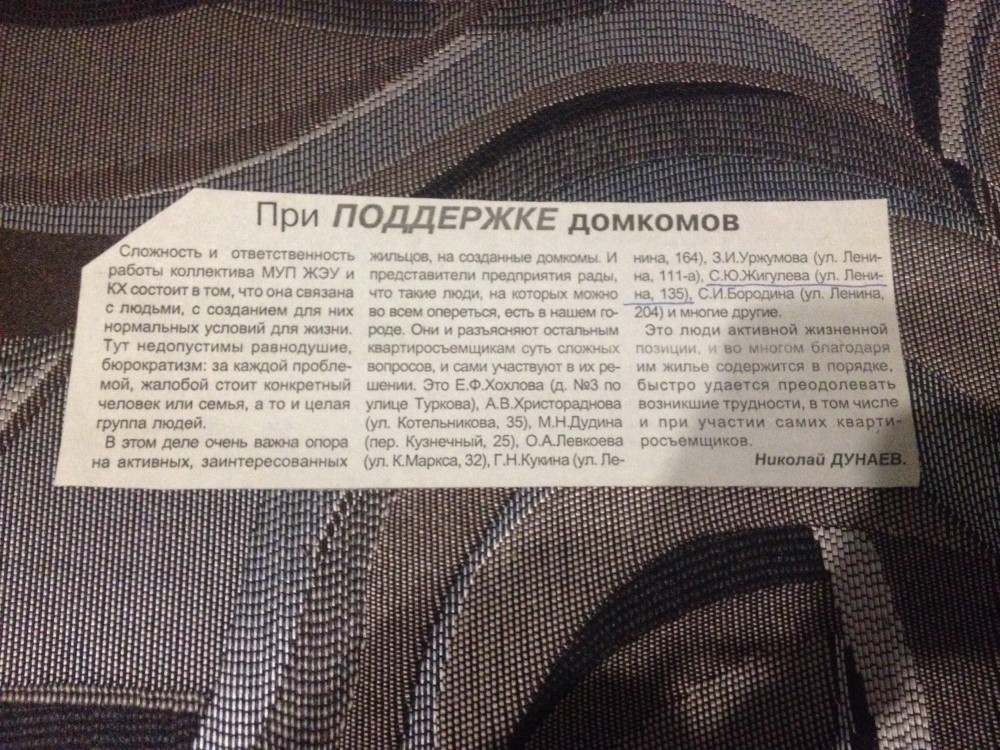 При ПОДДЕРЖКЕ домкомов
Сложность и ответственность
работы коллектива МУП ЖЭУ и
КХ состоит в том, что она связана
с людьми, с созданием для них
нормальных условий для жизни.
Тут недопустимы равнодушие,
бюрократизм: за каждой пробле-
мой, жалобой стоит конкретный
человек или семья, а то и целая
группа людей.
В этом деле очень важна опора
на активных, заинтересованных
жильцов, на созданные домкомы. И
представители предприятия рады,
что такие люди, на которых можно
во всем опереться, есть в нашем го-
роде. Они и разъясняют остальным
квартиросъемщикам суть сложных
вопросов, и сами участвуют в их ре-
шении. Это Е.Ф.Хохлова (д. №3 по
улице Туркова), А.В.Христораднова
(ул. Котельникова, 35), М.Н.Дудина
(пер. Кузнечный, 25), О.А.Левкоева
(ул. К.Маркса, 32), Г.Н.Кукина (ул. Ле-
нина, 164), З.И.Уржумова (ул. Лени-
на, 111-а), С.Ю.Жигулева (ул. Лени-
на, 135), С.И.Бородина (ул. Ленина,
204) и многие другие.
Это люди активной жизненной
позиции, и во многом благодаря
им жилье содержится в порядке,
быстро удается преодолевать
возникшие трудности, в том числе
и при участии самих кварти-
росъемщиков.
Николай ДУНАЕВ.